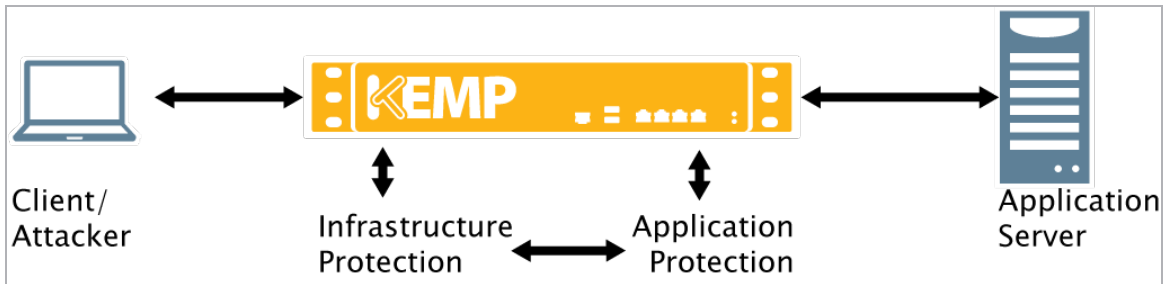 KEMP
Client/
Attacker
Infrastructure
Protection
Application
Protection
Application
Server